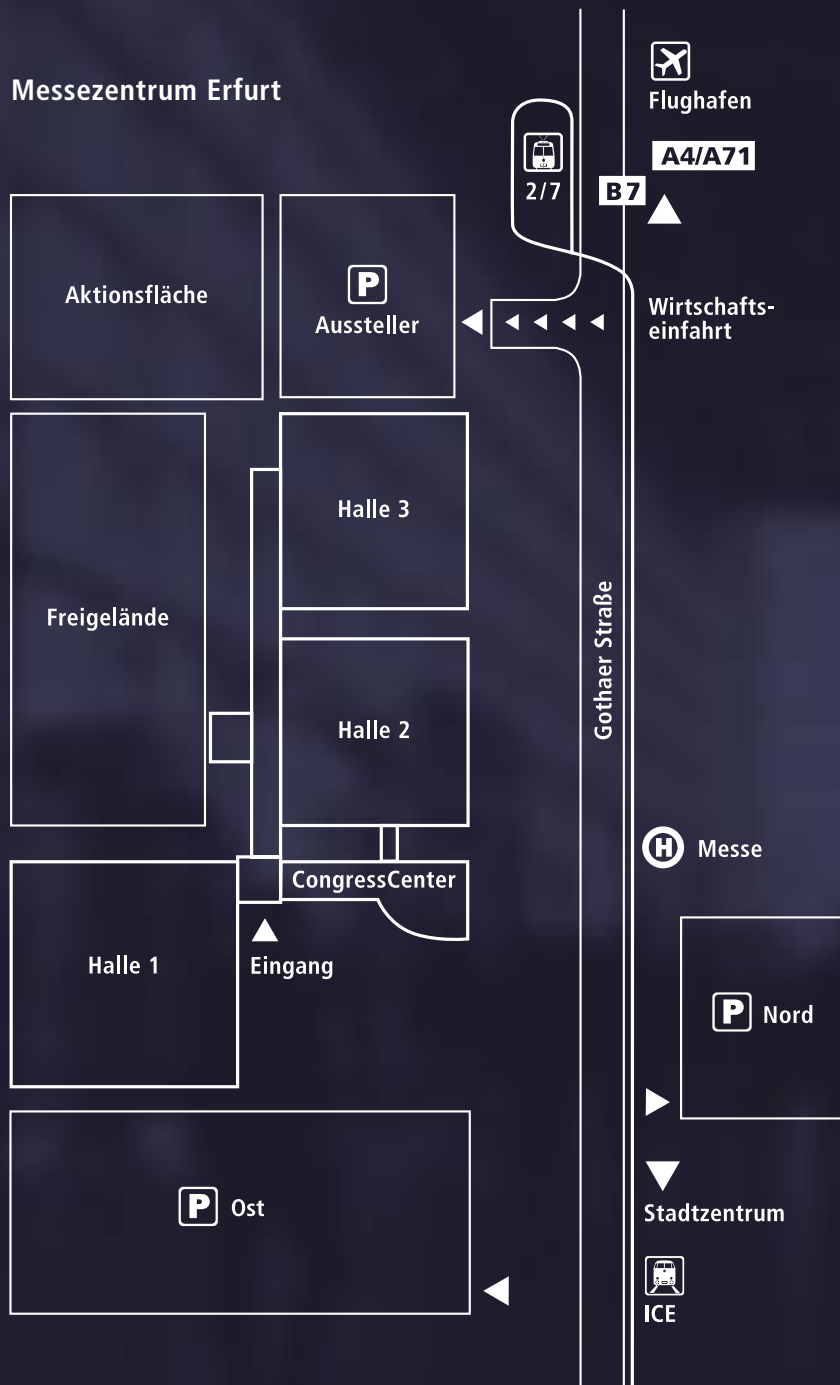 Messezentrum Erfurt
Flughafen
A4/A71
B7
2/7
Aktionsfläche
P
Aussteller
Wirtschafts-
einfahrt
Halle 3
Freigelände
Gothaer Straße
Halle 2
H Messe
CongressCenter
Halle 1
Eingang
P Nord
P Ost
Stadtzentrum
ICE